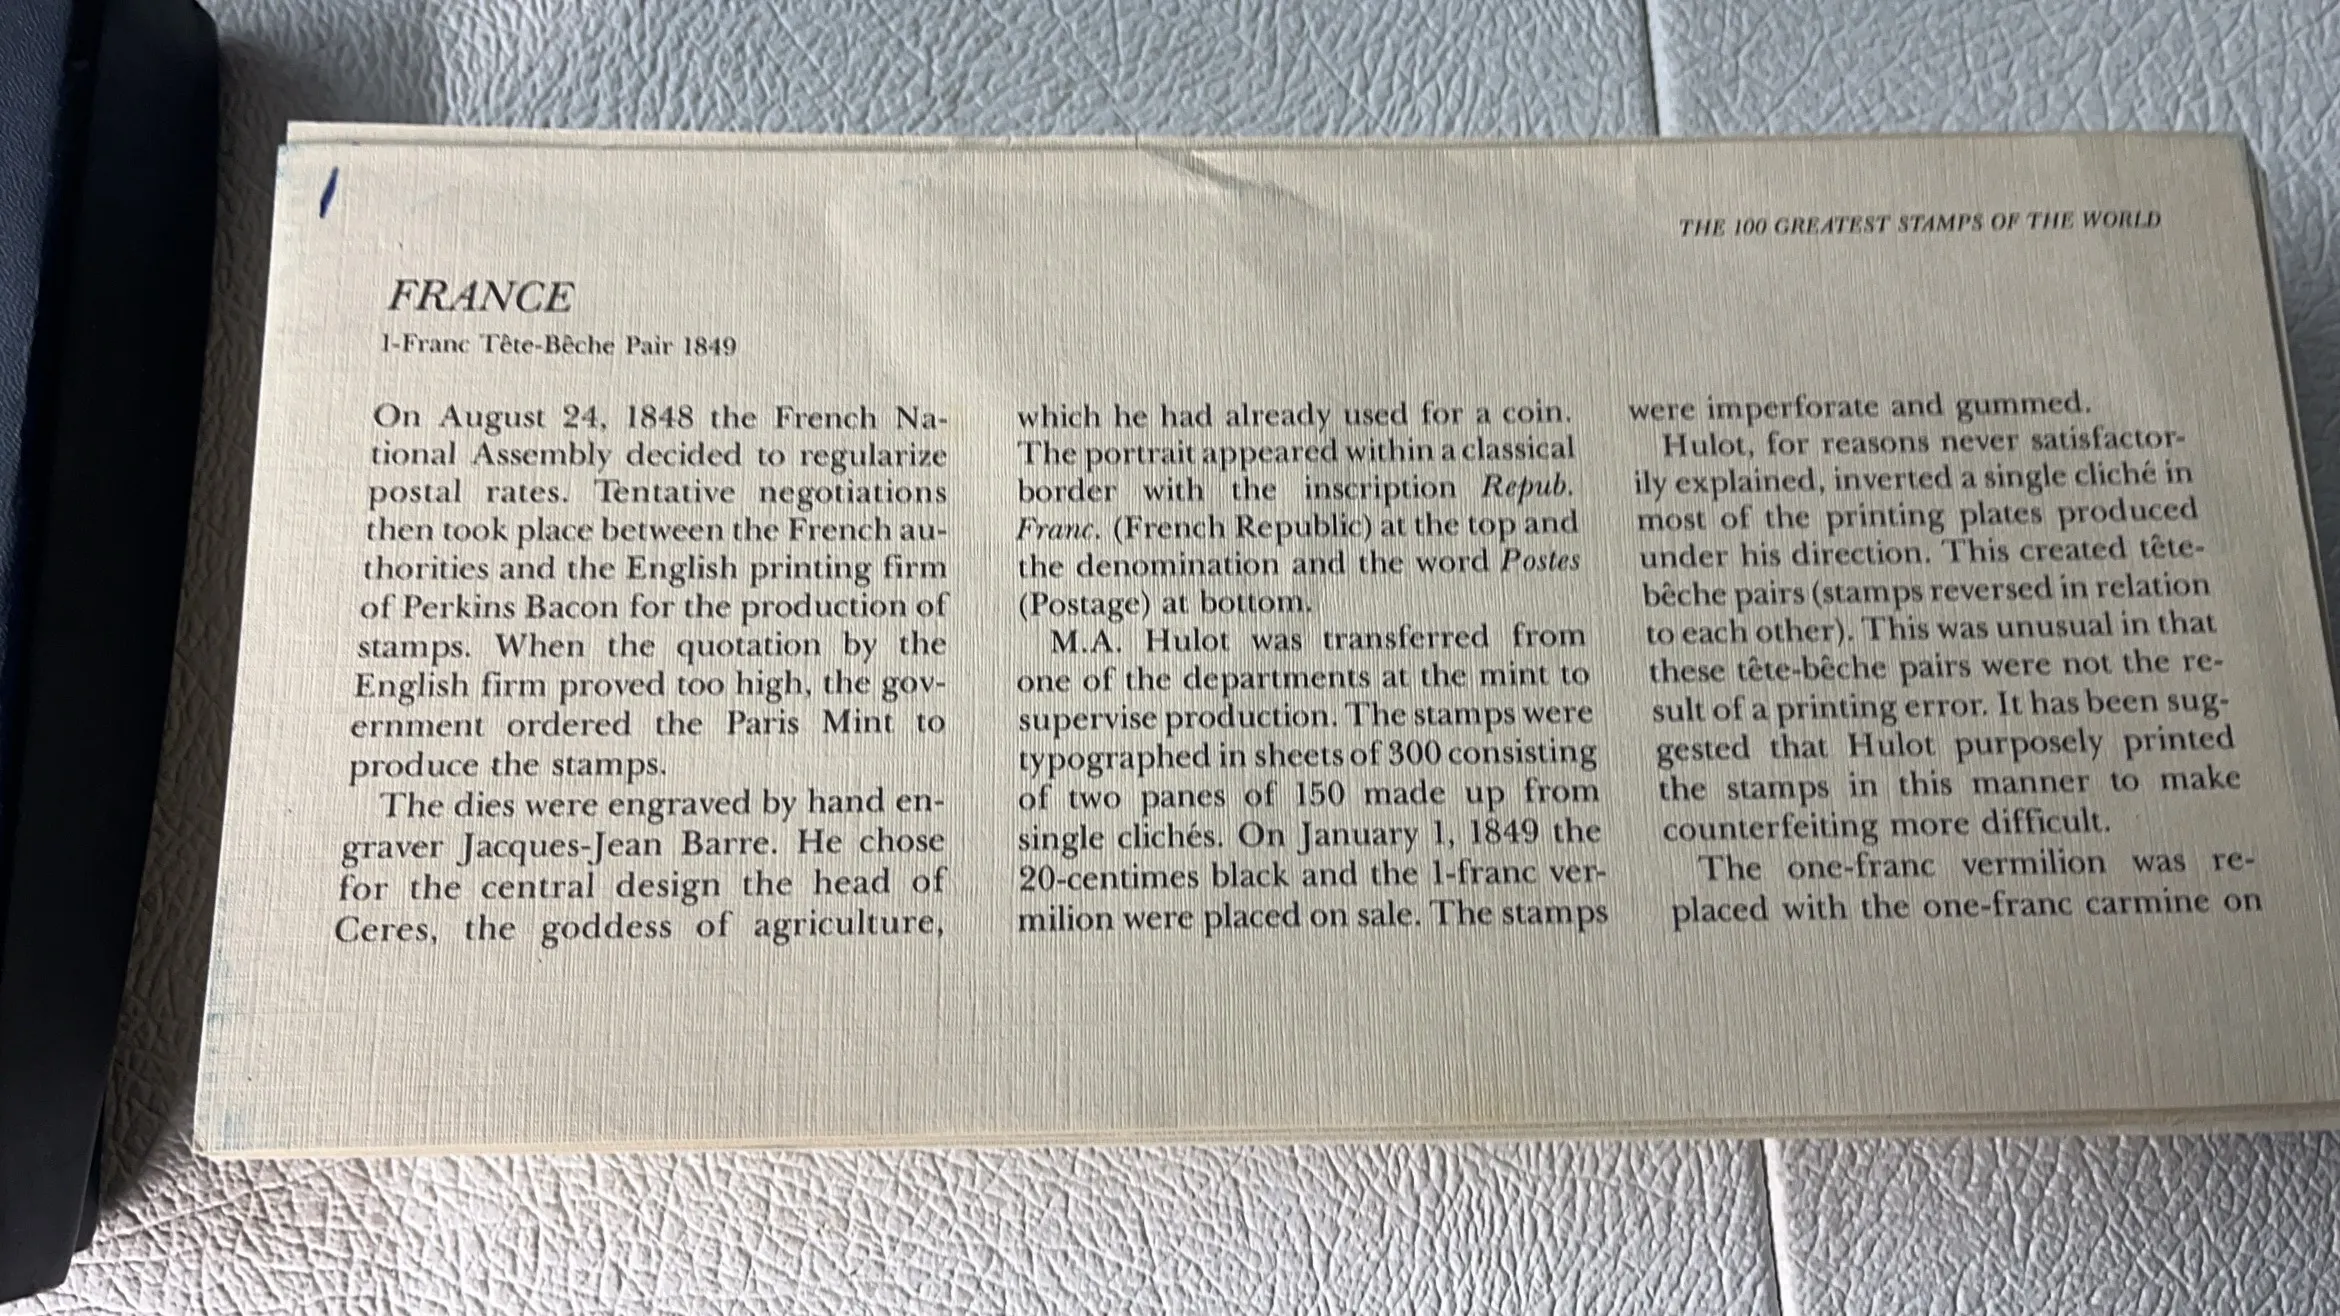 THE 100 GREATEST STAMPS OF THE WORLD
FRANCE
1-Franc Tête-Bêche Pair 1849
On August 24, 1848 the French Na-
tional Assembly decided to regularize
postal rates. Tentative negotiations
then took place between the French au-
thorities and the English printing firm
of Perkins Bacon for the production of
stamps. When the quotation by the
English firm proved too high, the gov-
ernment ordered the Paris Mint to
produce the stamps.
The dies were engraved by hand en-
graver Jacques-Jean Barre. He chose
for the central design the head of
Ceres, the goddess of agriculture,
which he had already used for a coin.
The portrait appeared within a classical
border with the inscription Repub.
Franc. (French Republic) at the top and
the denomination and the word Postes
(Postage) at bottom.
M.A. Hulot was transferred from
one of the departments at the mint to
supervise production. The stamps were
typographed in sheets of 300 consisting
of two panes of 150 made up from
single clichés. On January 1, 1849 the
20-centimes black and the 1-franc ver-
milion were placed on sale. The stamps
were imperforate and gummed.
Hulot, for reasons never satisfactor-
ily explained, inverted a single cliché in
most of the printing plates produced
under his direction. This created tête-
bêche pairs (stamps reversed in relation
to each other). This was unusual in that
these tête-bêche pairs were not the re-
sult of a printing error. It has been sug-
gested that Hulot purposely printed
the stamps in this manner to make
counterfeiting more difficult.
The one-franc vermilion was re-
placed with the one-franc carmine on